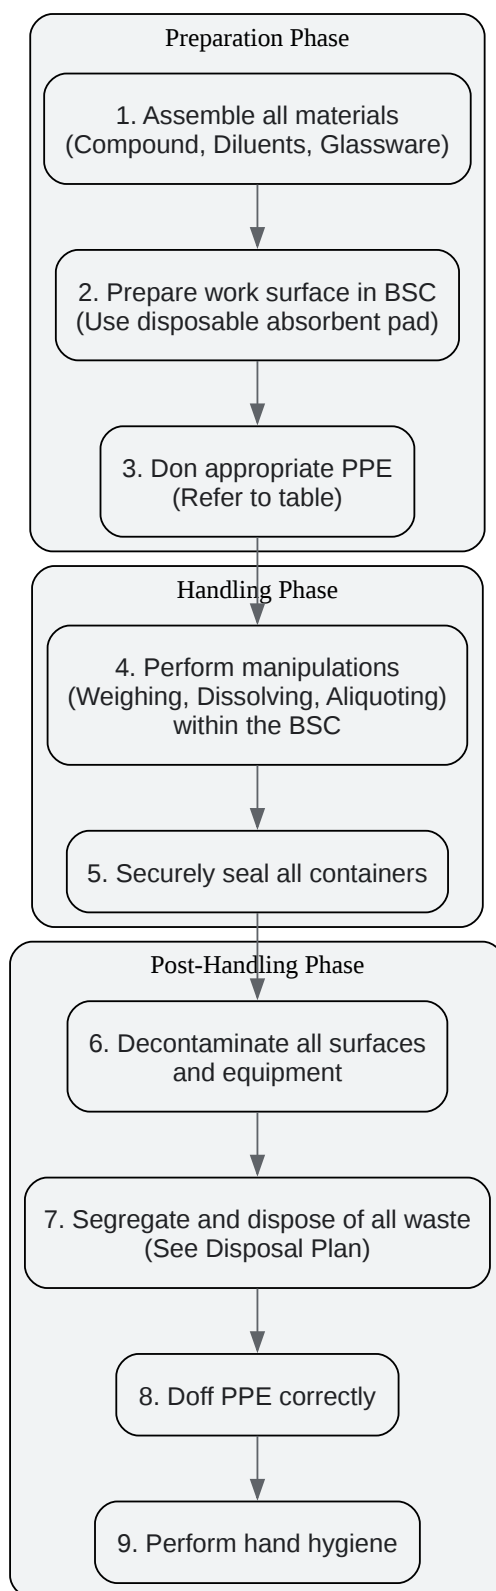 Preparation Phase
1. Assemble all materials
(Compound, Diluents, Glassware)
2. Prepare work surface in BSC
(Use disposable absorbent pad)
3. Don appropriate PPE
(Refer to table)
Handling Phase
4. Perform manipulations
(Weighing, Dissolving, Aliquoting)
within the BSC
5. Securely seal all containers
Post-Handling Phase
6. Decontaminate all surfaces
and equipment
7. Segregate and dispose of all waste
(See Disposal Plan)
8. Doff PPE correctly
9. Perform hand hygiene